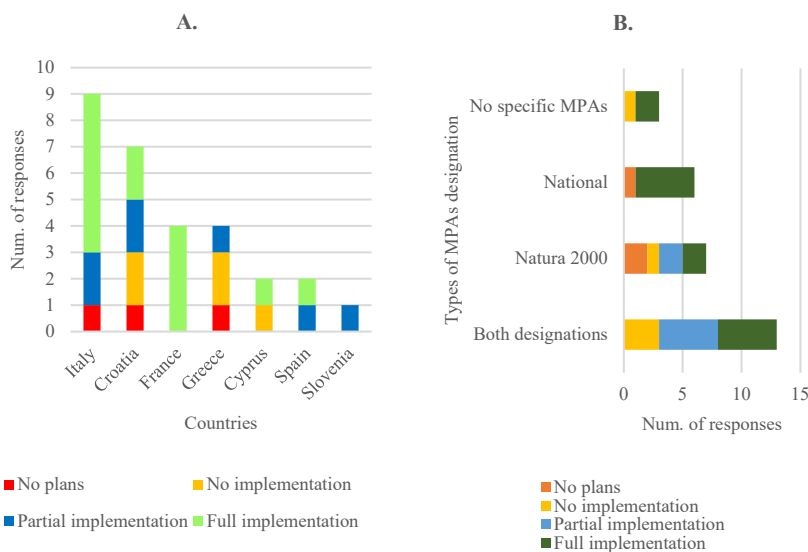 A.
10
9
8
7
6
5
4
3
2
1
0
Num. of responses
Italy
Croatia
France
Greece
Cyprus
Spain
Slovenia
Countries
No plans
No implementation
Partial implementation
Full implementation
B.
Types of MPAs designation
No specific MPAs
National
Natura 2000
Both designations
0 5 10 15
Num. of responses
No plans
No implementation
Partial implementation
Full implementation